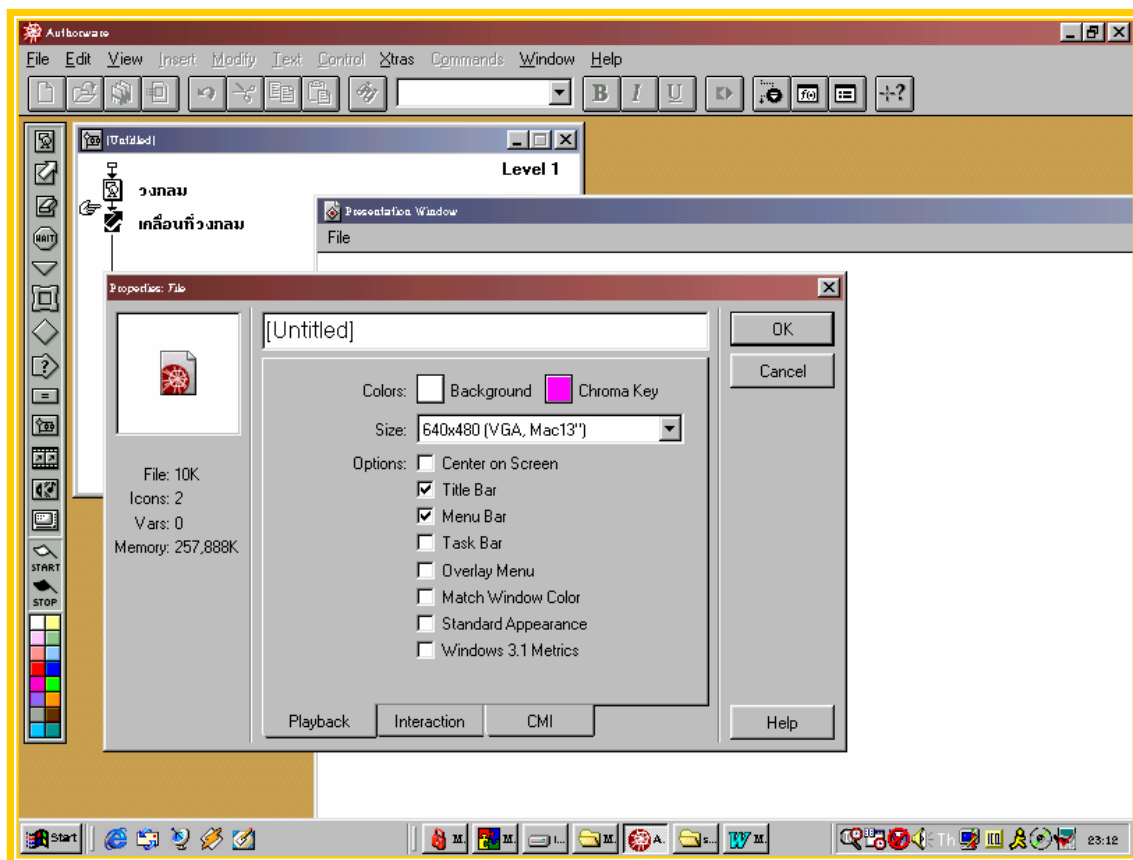 Authorware
File Edit View Insert Modify Text Control Xtras Commands Window Help
B I U
[Untitled]
Level 1
วงกลม
เคลื่อนที่วงกลม
WAIT
START
STOP
Presentation Window
File
Properties: File
[Untitled]
OK
Cancel
Colors: Background Chroma Key
Size: 640x480 (VGA, Mac13")
Options: Center on Screen
Title Bar
Menu Bar
Task Bar
Overlay Menu
Match Window Color
Standard Appearance
Windows 3.1 Metrics
File: 10K
Icons: 2
Vars: 0
Memory: 257,888K
Playback Interaction CMI
Help
Start M. M. I... M. A. s... M. Th 23:12